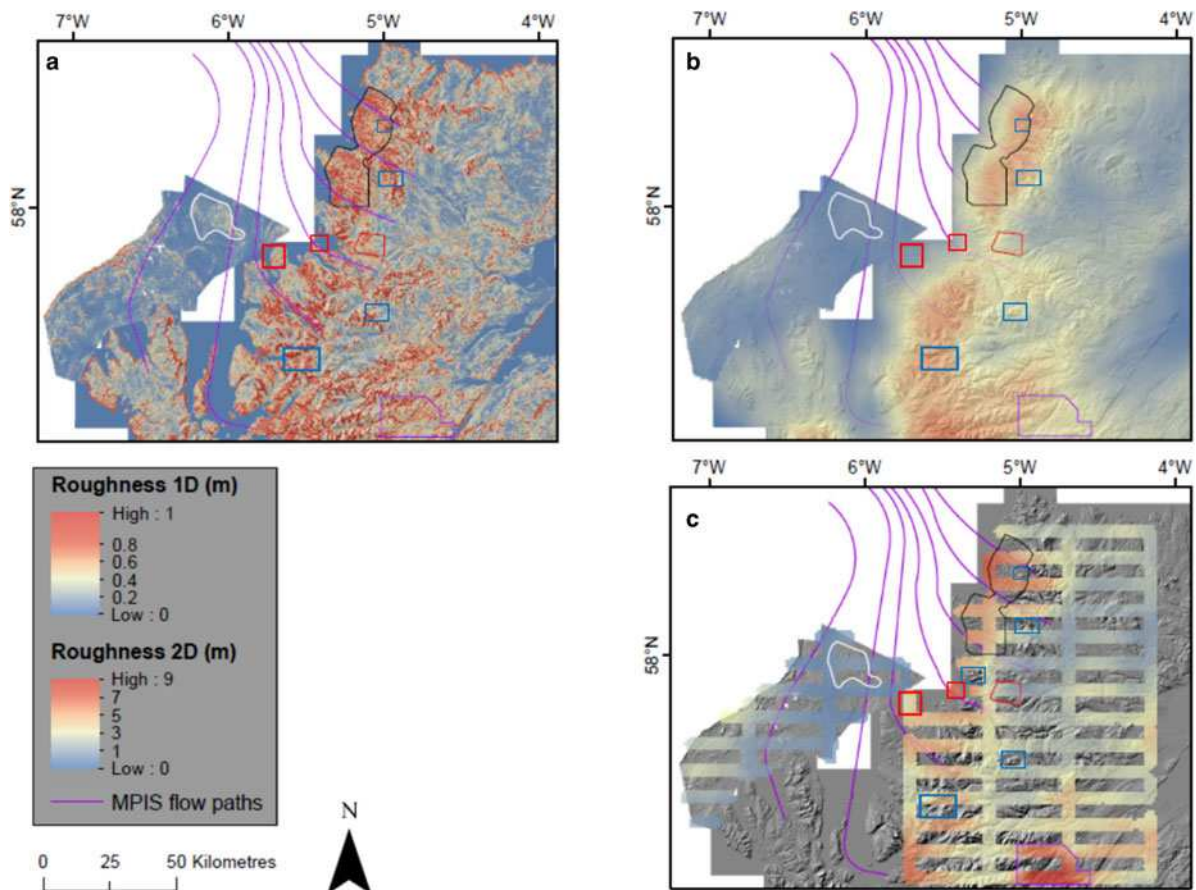 7°W 6°W 5°W 4°W
a
58°N
7°W 6°W 5°W 4°W
b
58°N
Roughness 1D (m)
High : 1
0.8
0.6
0.4
0.2
Low : 0
Roughness 2D (m)
High : 9
7
5
3
1
Low : 0
MPIS flow paths
0 25 50 Kilometres
N
7°W 6°W 5°W 4°W
c
58°N